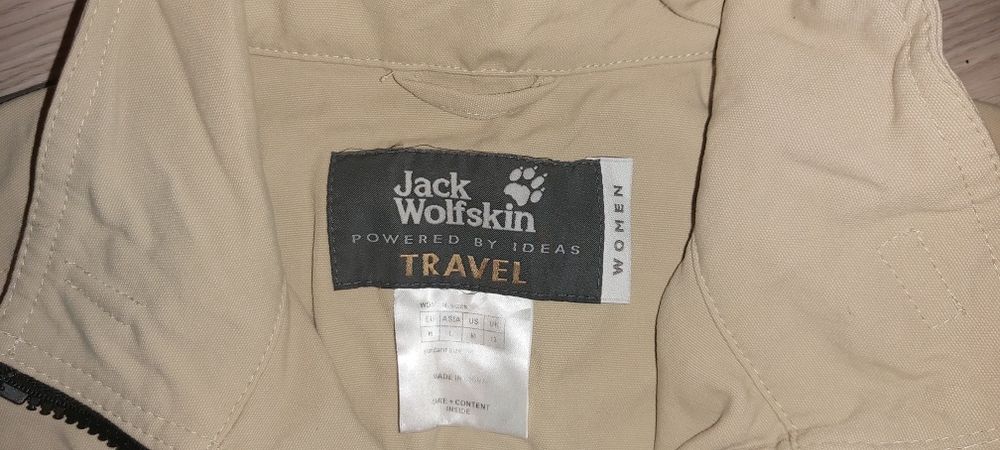 Jack
Wolfskin
POWERED BY IDEAS
TRAVEL
WOMEN
EU ASIA US UK
M L M
MADE IN
CARE + CONTENT
INSIDE